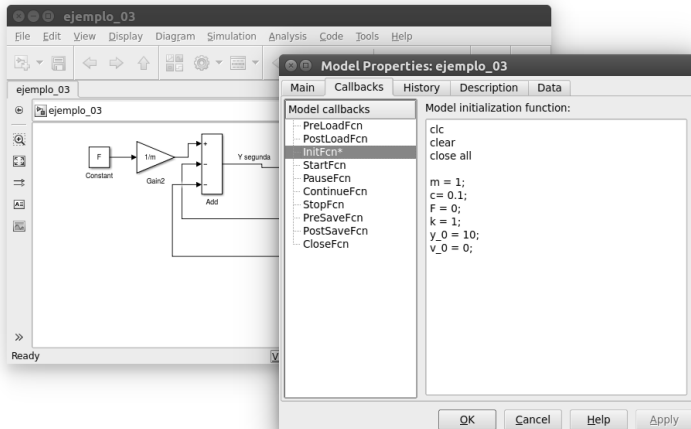 ejemplo_03
File Edit View Display Diagram Simulation Analysis Code Tools Help
ejemplo_03
ejemplo_03
F
Constant
1/m
Gain2
+
−
−
Add
Y segunda
Ready
Model Properties: ejemplo_03
Main Callbacks History Description Data
Model callbacks
PreLoadFcn
PostLoadFcn
InitFcn*
StartFcn
PauseFcn
ContinueFcn
StopFcn
PreSaveFcn
PostSaveFcn
CloseFcn
Model initialization function:
clc
clear
close all
m = 1;
c= 0.1;
F = 0;
k = 1;
y_0 = 10;
v_0 = 0;
OK Cancel Help Apply